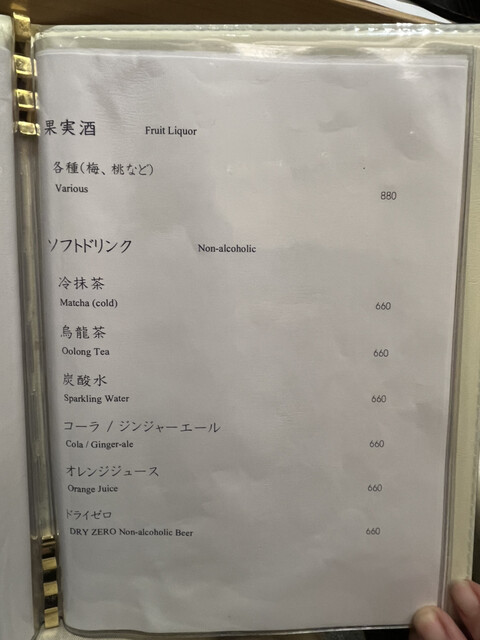 果実酒 Fruit Liquor
各種(梅、桃など)
Various 880
ソフトドリンク Non-alcoholic
冷抹茶
Matcha (cold) 660
烏龍茶
Oolong Tea 660
炭酸水
Sparkling Water 660
コーラ / ジンジャーエール
Cola / Ginger-ale 660
オレンジジュース
Orange Juice 660
ドライゼロ
DRY ZERO Non-alcoholic Beer 660